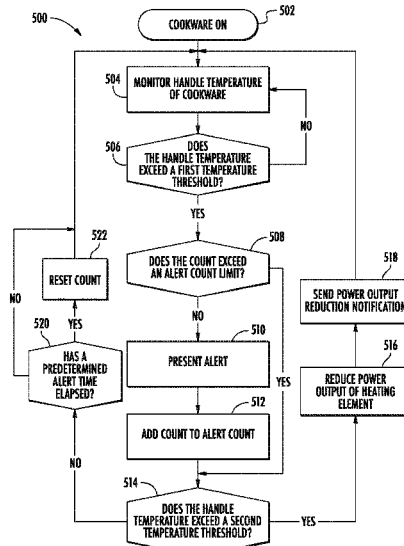 500
COOKWARE ON
502
504
MONITOR HANDLE TEMPERATURE
OF COOKWARE
NO
506
DOES
THE HANDLE TEMPERATURE
EXCEED A FIRST TEMPERATURE
THRESHOLD?
YES
508
DOES THE COUNT EXCEED
AN ALERT COUNT LIMIT?
522
RESET COUNT
NO
518
SEND POWER OUTPUT
REDUCTION NOTIFICATION
NO
YES
510
PRESENT ALERT
YES
520
HAS A
PREDETERMINED
ALERT TIME
ELAPSED?
516
REDUCE POWER
OUTPUT OF HEATING
ELEMENT
512
ADD COUNT TO ALERT COUNT
NO
514
DOES THE HANDLE
TEMPERATURE EXCEED A SECOND
TEMPERATURE THRESHOLD?
YES